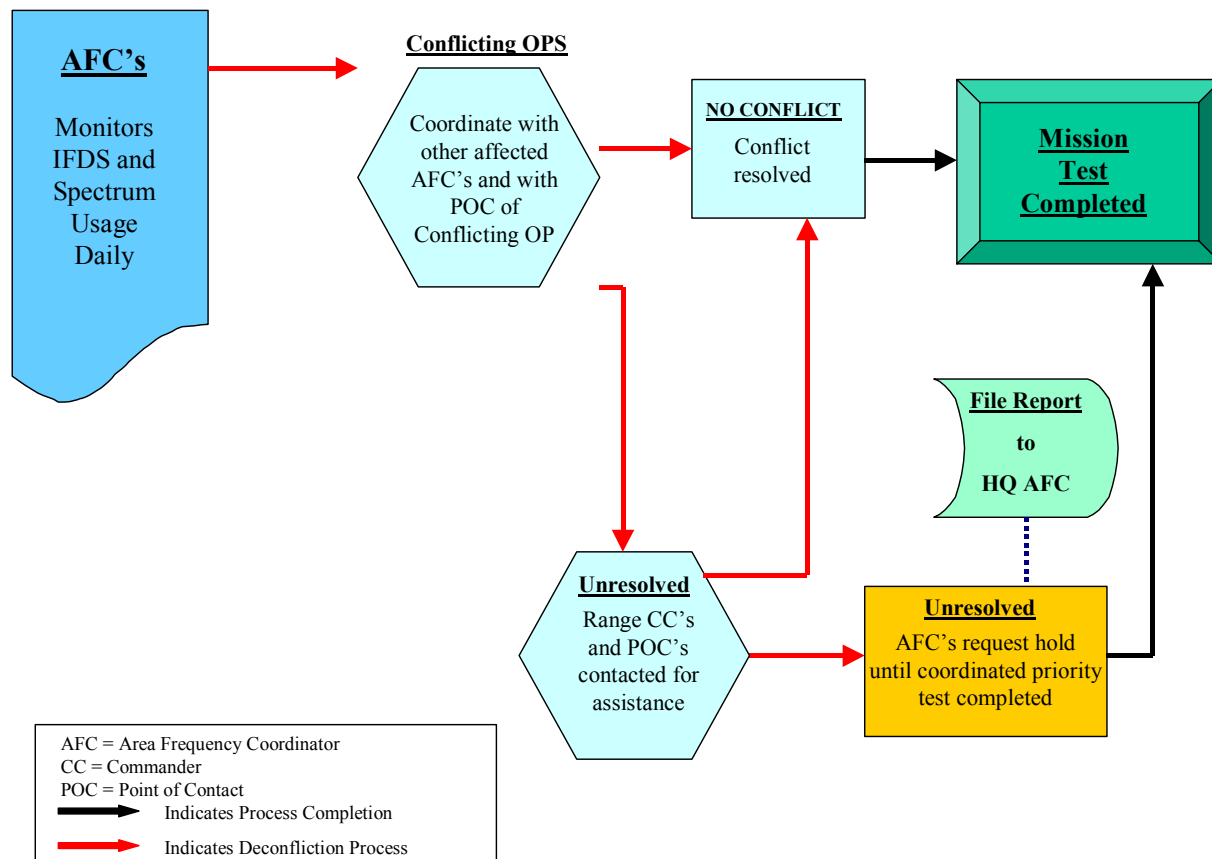 AFC's
Monitors
IFDS and
Spectrum
Usage
Daily
Conflicting OPS
Coordinate with
other affected
AFC's and with
POC of
Conflicting OP
NO CONFLICT
Conflict
resolved
Mission
Test
Completed
File Report
to
HQ AFC
Unresolved
Range CC's
and POC's
contacted for
assistance
Unresolved
AFC's request hold
until coordinated priority
test completed
AFC = Area Frequency Coordinator
CC = Commander
POC = Point of Contact
Indicates Process Completion
Indicates Deconfliction Process